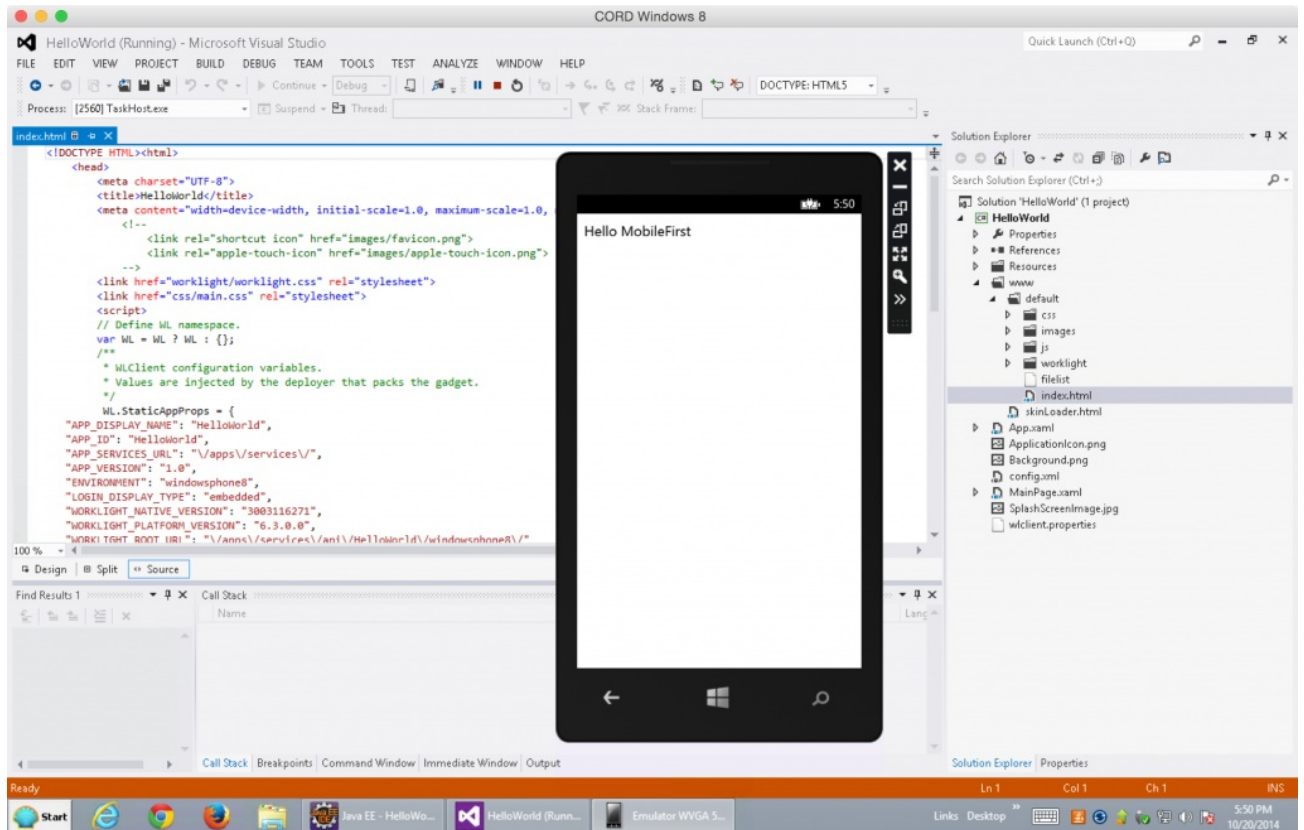 CORD Windows 8
HelloWorld (Running) - Microsoft Visual Studio
Quick Launch (Ctrl+Q)
FILE EDIT VIEW PROJECT BUILD DEBUG TEAM TOOLS TEST ANALYZE WINDOW HELP
Continue Debug DOCTYPE: HTML5
Process: [2560] TaskHost.exe Suspend Thread: Stack Frame:
index.html
<!DOCTYPE HTML><html>
<head>
<meta charset="UTF-8">
<title>HelloWorld</title>
<meta content="width=device-width, initial-scale=1.0, maximum-scale=1.0,
<!--
<link rel="shortcut icon" href="images/favicon.png">
<link rel="apple-touch-icon" href="images/apple-touch-icon.png">
-->
<link href="worklight/worklight.css" rel="stylesheet">
<link href="css/main.css" rel="stylesheet">
<script>
// Define WL namespace.
var WL = WL ? WL : {};
/**
* WLClient configuration variables.
* Values are injected by the deployer that packs the gadget.
*/
WL.StaticAppProps = {
"APP_DISPLAY_NAME": "HelloWorld",
"APP_ID": "HelloWorld",
"APP_SERVICES_URL": "\/apps\/services\/",
"APP_VERSION": "1.0",
"ENVIRONMENT": "windowsphone8",
"LOGIN_DISPLAY_TYPE": "embedded",
"WORKLIGHT_NATIVE_VERSION": "3003116271",
"WORKLIGHT_PLATFORM_VERSION": "6.3.0.0",
"WORKLIGHT_ROOT_URL": "\/apps\/services\/api\/HelloWorld\/windowsphone8\/"
100 %
Design Split Source
5:50
Hello MobileFirst
Solution Explorer
Search Solution Explorer (Ctrl+;)
Solution 'HelloWorld' (1 project)
HelloWorld
Properties
References
Resources
www
default
css
images
js
worklight
filelist
index.html
skinLoader.html
App.xaml
ApplicationIcon.png
Background.png
config.xml
MainPage.xaml
SplashScreenImage.jpg
wlclient.properties
Find Results 1
Call Stack
Name
Lang
Call Stack Breakpoints Command Window Immediate Window Output
Solution Explorer Properties
Ready Ln 1 Col 1 Ch 1 INS
Start Java EE - HelloWo... HelloWorld (Runn... Emulator WVGA 5... Links Desktop 5:50 PM
10/20/2014